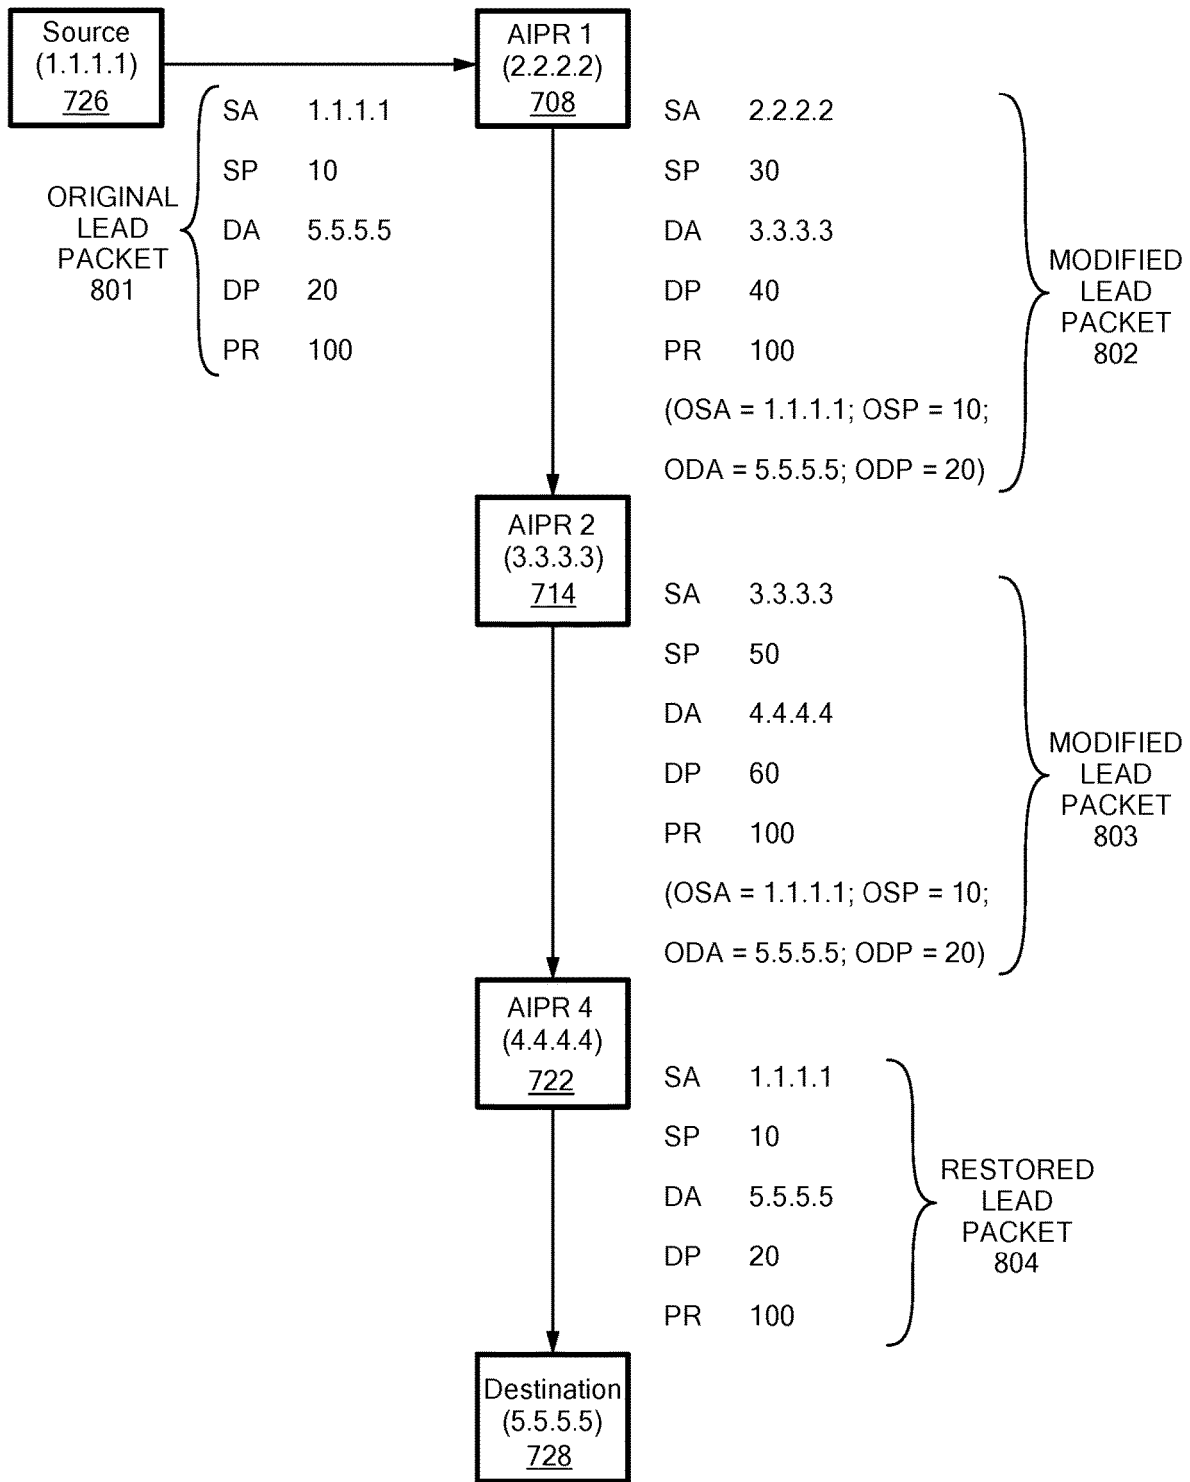 Source
(1.1.1.1)
726
AIPR 1
(2.2.2.2)
708
ORIGINAL
LEAD
PACKET
801
SA 1.1.1.1
SP 10
DA 5.5.5.5
DP 20
PR 100
SA 2.2.2.2
SP 30
DA 3.3.3.3
DP 40
PR 100
(OSA = 1.1.1.1; OSP = 10;
ODA = 5.5.5.5; ODP = 20)
MODIFIED
LEAD
PACKET
802
AIPR 2
(3.3.3.3)
714
SA 3.3.3.3
SP 50
DA 4.4.4.4
DP 60
PR 100
(OSA = 1.1.1.1; OSP = 10;
ODA = 5.5.5.5; ODP = 20)
MODIFIED
LEAD
PACKET
803
AIPR 4
(4.4.4.4)
722
SA 1.1.1.1
SP 10
DA 5.5.5.5
DP 20
PR 100
RESTORED
LEAD
PACKET
804
Destination
(5.5.5.5)
728